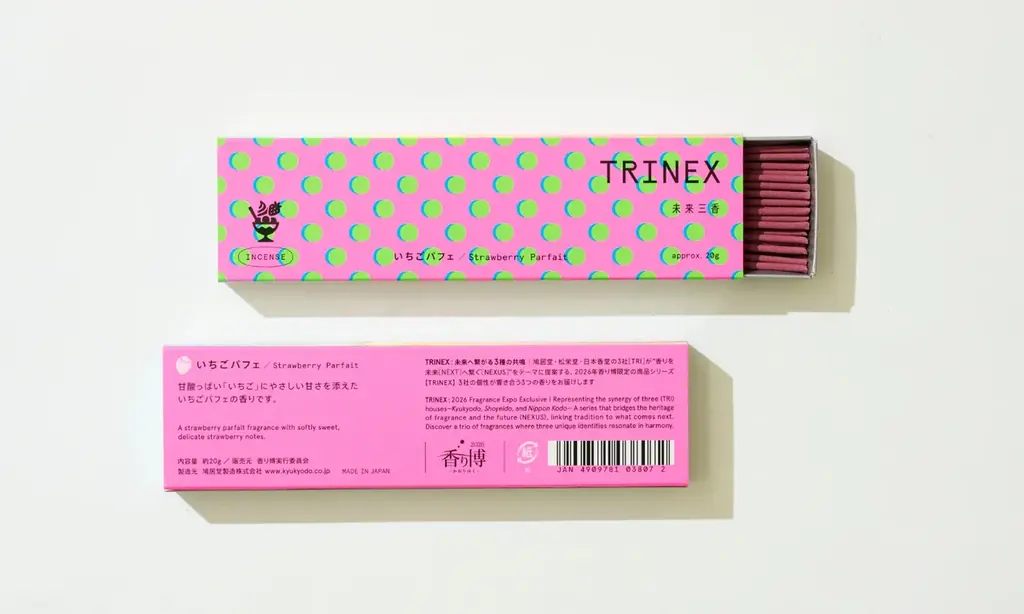 TRINEX
未来三香
INCENSE
いちごパフェ / Strawberry Parfait
approx. 20g
いちごパフェ / Strawberry Parfait
甘酸っぱい「いちご」にやさしい甘さを添えた
いちごパフェの香りです。
A strawberry parfait fragrance with softly sweet,
delicate strawberry notes.
内容量 約20g / 販売元 香り博実行委員会
製造元 鳩居堂製造株式会社 www.kyukyodo.co.jp MADE IN JAPAN
TRINEX:未来へ繋がる3種の共鳴 | 鳩居堂・松栄堂・日本香堂の3社[TRI]が“香りを
未来[NEXT]へ繋ぐ[NEXUS]”をテーマに提案する、2026年香り博限定の商品シリーズ
【TRINEX】 3社の個性が響き合う3つの香りをお届けします
TRINEX: 2026 Fragrance Expo Exclusive | Representing the synergy of three (TRI)
houses—Kyukyodo, Shoyeido, and Nippon Kodo— A series that bridges the heritage
of fragrance and the future (NEXUS), linking tradition to what comes next.
Discover a trio of fragrances where three unique identities resonate in harmony.
2026
香り博
紙
JAN 4909781 03807 2